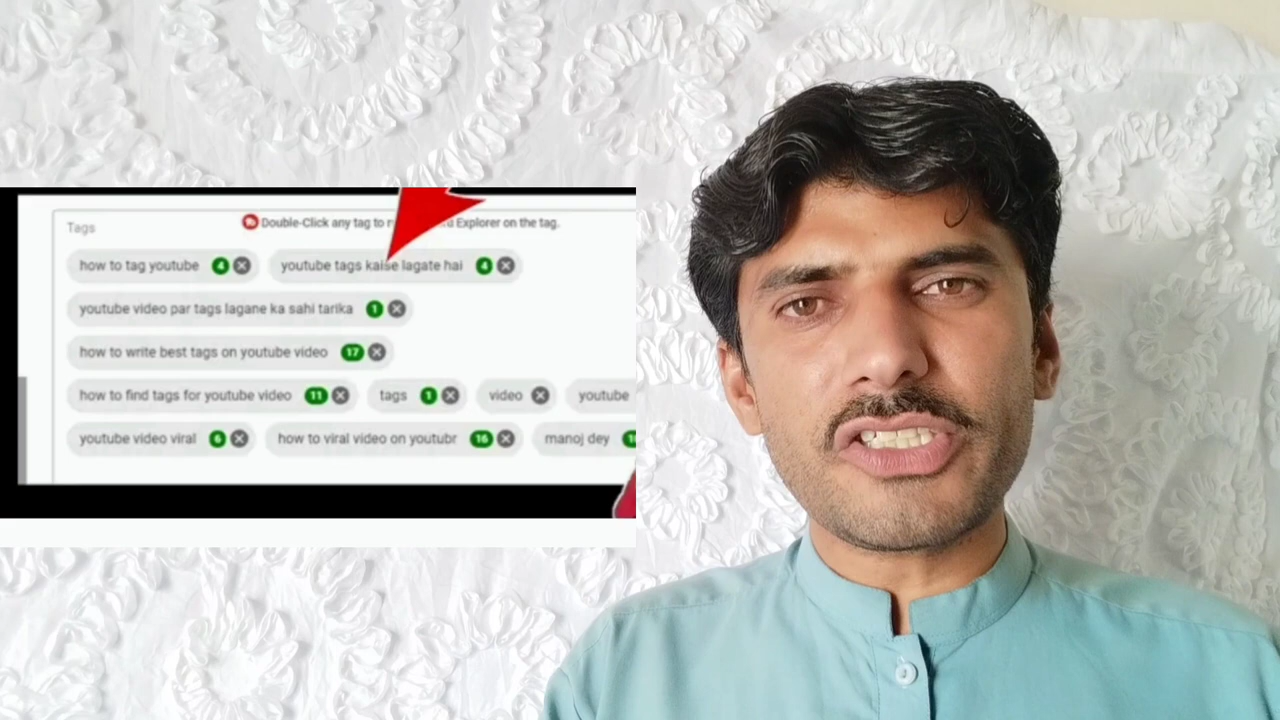 Tags
Double-Click any tag to Explorer on the tag.
how to tag youtube 4 youtube tags kaise lagate hai 4
youtube video par tags lagane ka sahi tarika 1
how to write best tags on youtube video 17
how to find tags for youtube video 11 tags 1 video youtube
youtube video viral 6 how to viral video on youtubr 16 manoj dey